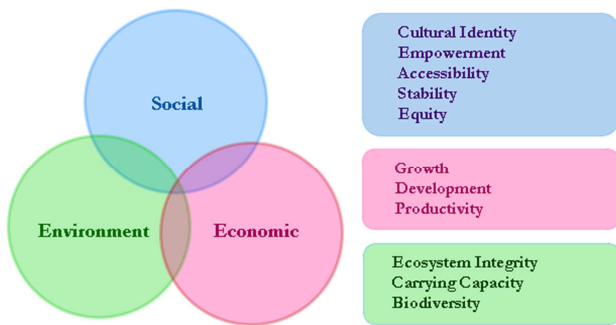 Social
Environment
Economic
Cultural Identity
Empowerment
Accessibility
Stability
Equity
Growth
Development
Productivity
Ecosystem Integrity
Carrying Capacity
Biodiversity